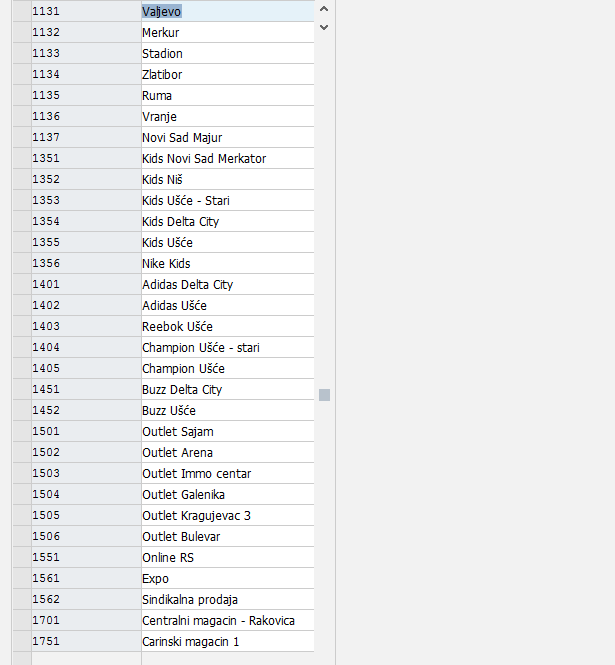 1131 Valjevo
1132 Merkur
1133 Stadion
1134 Zlatibor
1135 Ruma
1136 Vranje
1137 Novi Sad Majur
1351 Kids Novi Sad Merkator
1352 Kids Niš
1353 Kids Ušće - Stari
1354 Kids Delta City
1355 Kids Ušće
1356 Nike Kids
1401 Adidas Delta City
1402 Adidas Ušće
1403 Reebok Ušće
1404 Champion Ušće - stari
1405 Champion Ušće
1451 Buzz Delta City
1452 Buzz Ušće
1501 Outlet Sajam
1502 Outlet Arena
1503 Outlet Immo centar
1504 Outlet Galenika
1505 Outlet Kragujevac 3
1506 Outlet Bulevar
1551 Online RS
1561 Expo
1562 Sindikalna prodaja
1701 Centralni magacin - Rakovica
1751 Carinski magacin 1